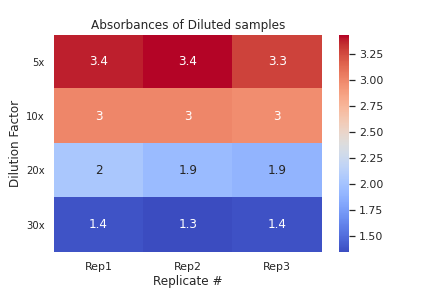 Absorbances of Diluted samples
Dilution Factor
5x 3.4 3.4 3.3
10x 3 3 3
20x 2 1.9 1.9
30x 1.4 1.3 1.4
Rep1 Rep2 Rep3
Replicate #
3.25
3.00
2.75
2.50
2.25
2.00
1.75
1.50